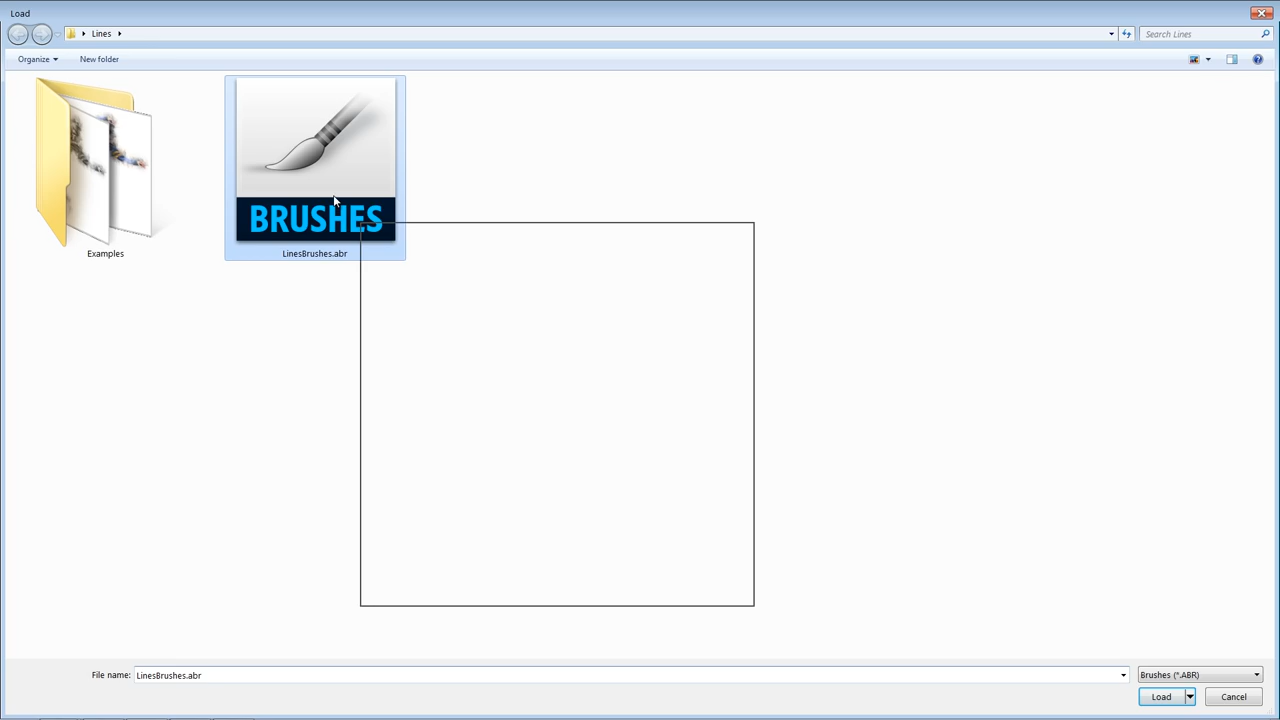 Load
Lines
Search Lines
Organize
New folder
BRUSHES
Examples
LinesBrushes.abr
File name:
LinesBrushes.abr
Brushes (*.ABR)
Load
Cancel